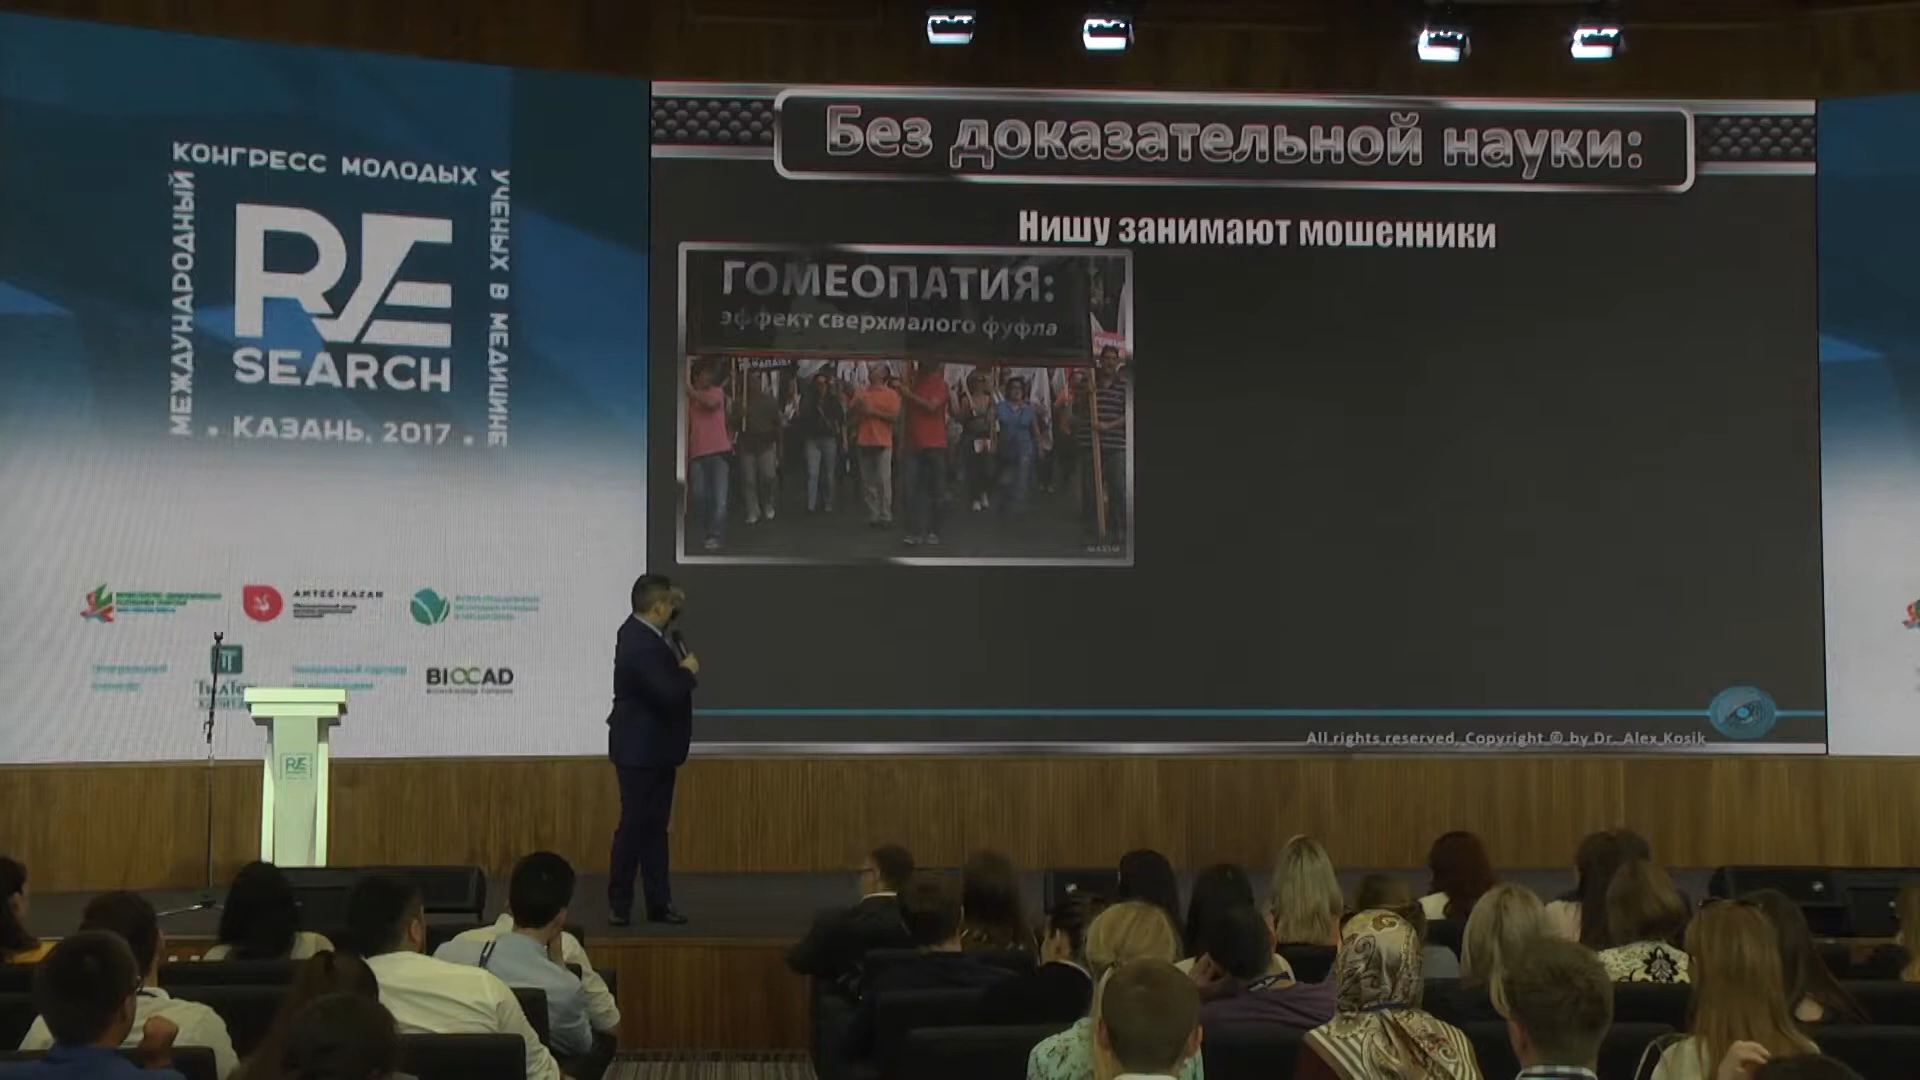 КОНГРЕСС МОЛОДЫХ
УЧЕНЫХ В МЕДИЦИНЕ
МЕЖДУНАРОДНЫЙ
RE
SEARCH
. КАЗАНЬ, 2017 .
Без доказательной науки:
Нишу занимают мошенники
ГОМЕОПАТИЯ:
эффект сверхмалого фуфла
BIOCAD
RE
All rights reserved, Copyright © by Dr. Alex Kosik